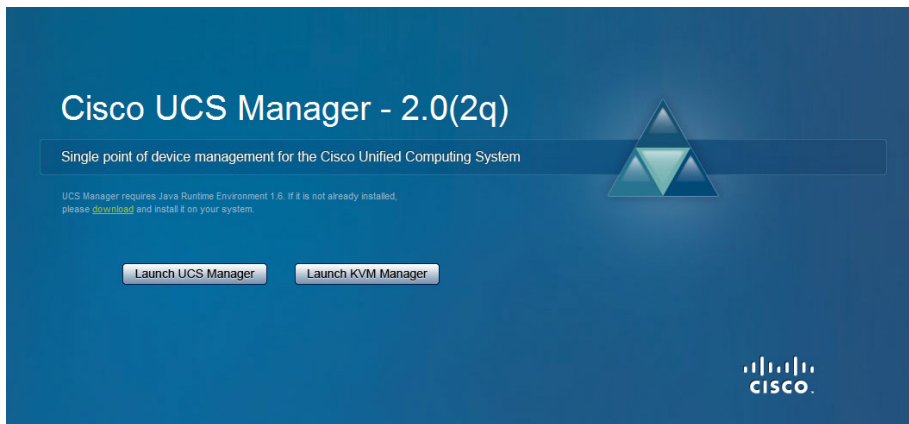 Cisco UCS Manager - 2.0(2q)
Single point of device management for the Cisco Unified Computing System
UCS Manager requires Java Runtime Environment 1.6. If it is not already installed,
please download and install it on your system.
Launch UCS Manager Launch KVM Manager
CISCO.